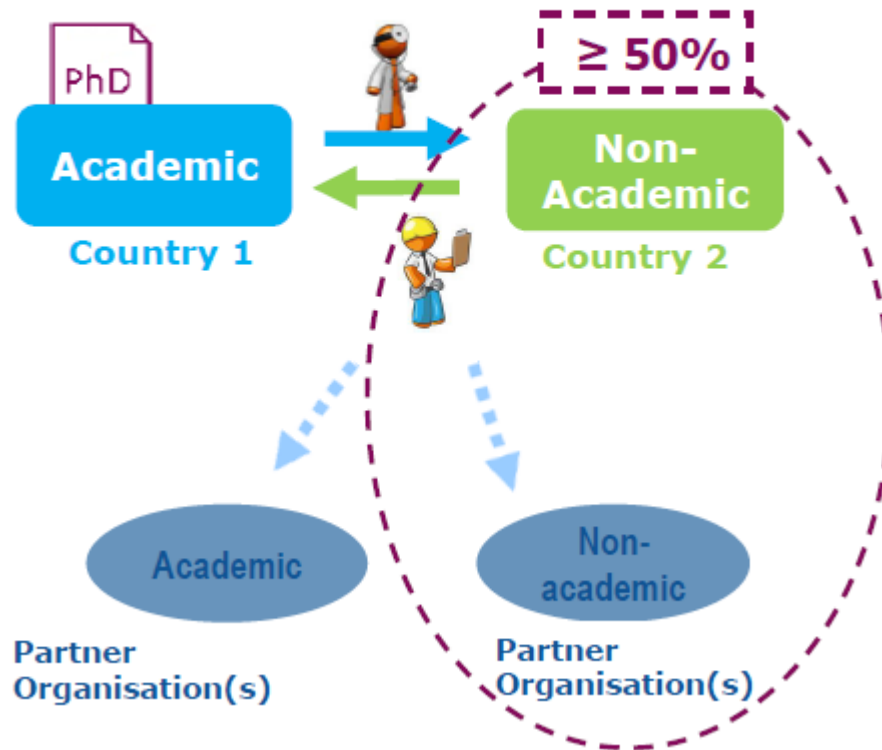 PhD
≥ 50%
Academic
Non-
Academic
Country 1
Country 2
Academic
Non-
academic
Partner
Organisation(s)
Partner
Organisation(s)